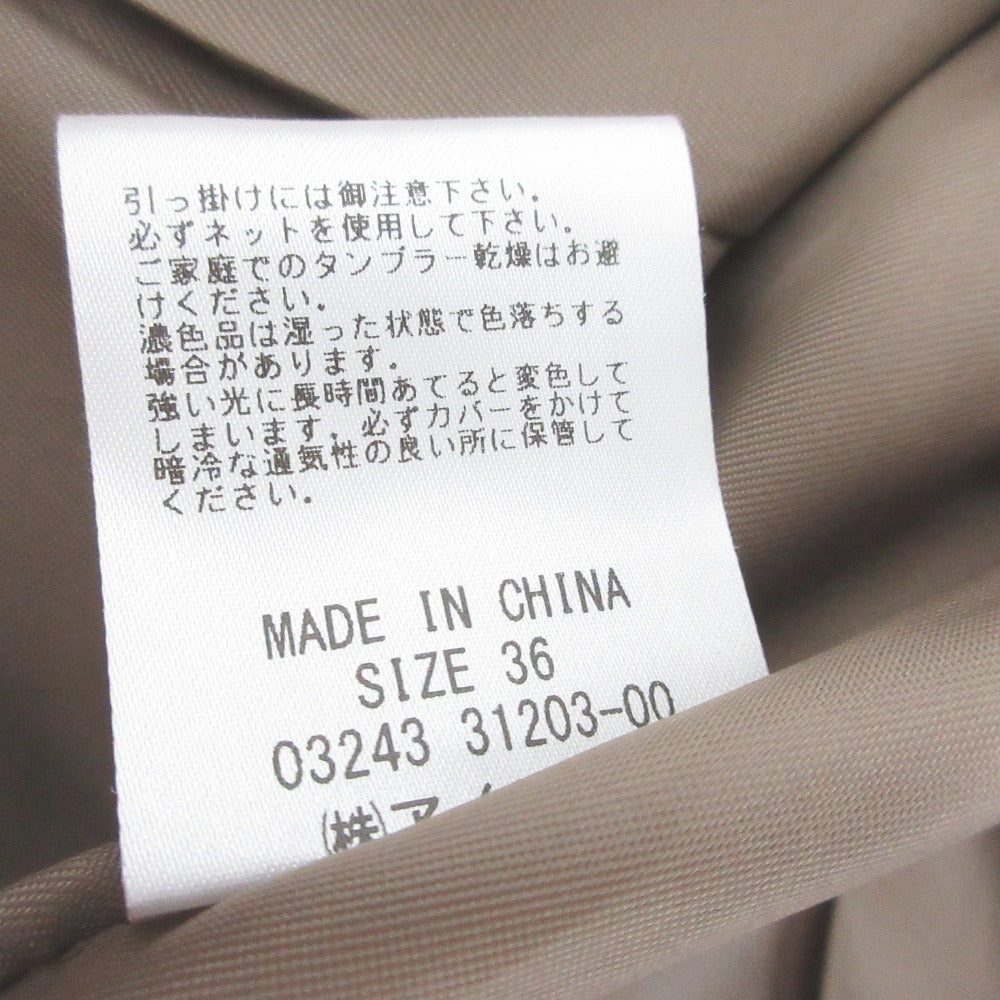 引っ掛けには御注意下さい。
必ずネットを使用して下さい。
ご家庭でのタンブラー乾燥はお避
けください。
濃色品は湿った状態で色落ちする
場合があります。
強い光に長時間あてると変色して
しまいます。必ずカバーをかけて
暗冷な通気性の良い所に保管して
ください。
MADE IN CHINA
SIZE 36
03243 31203-00
㈱ア